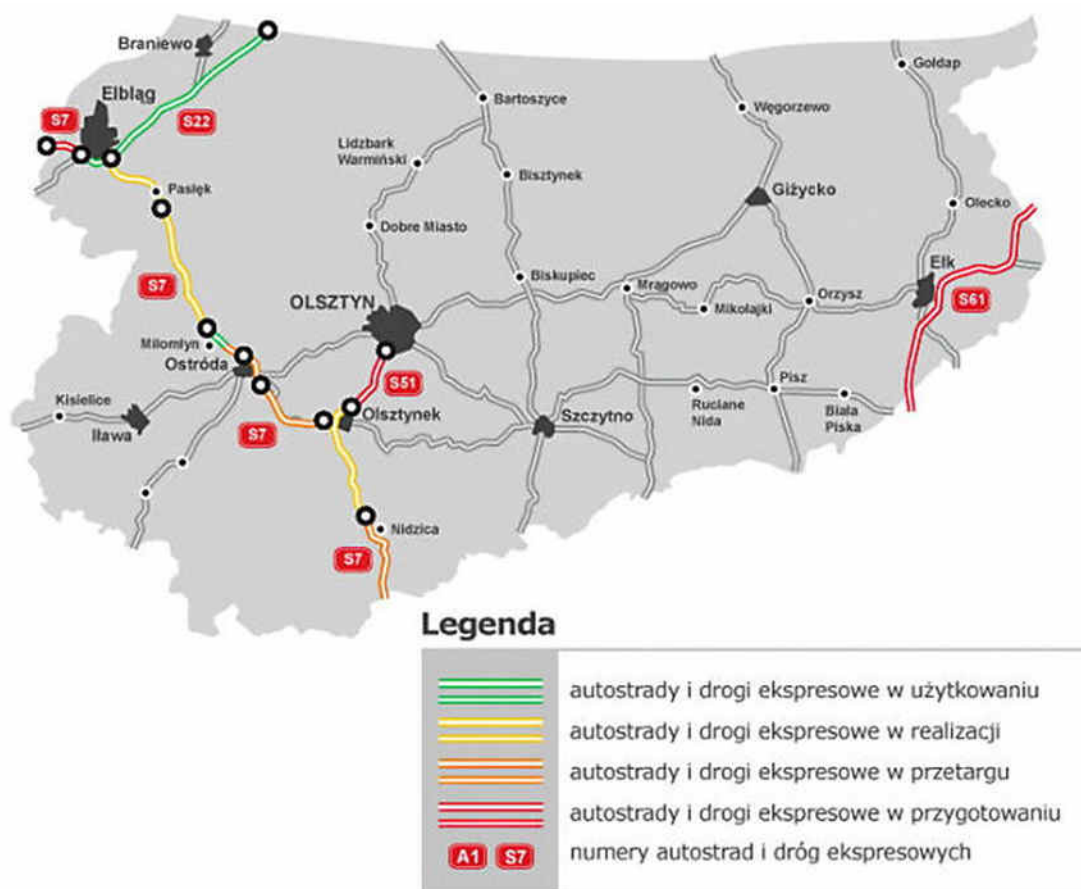 Braniewo
Elbląg
S7
S22
Pasłęk
S7
Miłomłyn
Ostróda
Kisielice
Iława
S7
Olsztynek
S51
OLSZTYN
Dobre Miasto
Lidzbark
Warmiński
Bartoszyce
Bisztynek
Biskupiec
Szczytno
Nidzica
S7
Węgorzewo
Giżycko
Mrągowo
Mikołajki
Orzysz
Ruciane
Nida
Pisz
Biała
Piska
Gołdap
Olecko
Ełk
S61
Legenda
autostrady i drogi ekspresowe w użytkowaniu
autostrady i drogi ekspresowe w realizacji
autostrady i drogi ekspresowe w przetargu
autostrady i drogi ekspresowe w przygotowaniu
A1 S7 numery autostrad i dróg ekspresowych